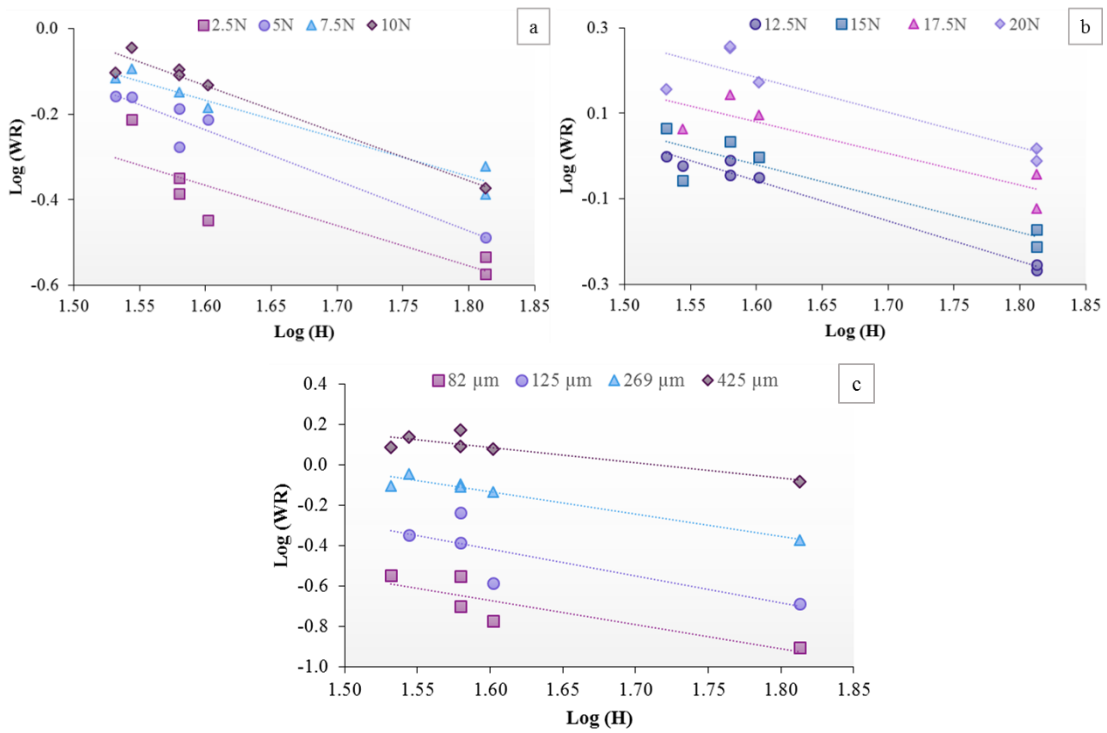 2.5N 5N 7.5N 10N
a
0.0
-0.2
-0.4
-0.6
Log (WR)
1.50 1.55 1.60 1.65 1.70 1.75 1.80 1.85
Log (H)
12.5N 15N 17.5N 20N
b
0.3
0.1
-0.1
-0.3
Log (WR)
1.50 1.55 1.60 1.65 1.70 1.75 1.80 1.85
Log (H)
82 µm 125 µm 269 µm 425 µm
c
0.4
0.2
0.0
-0.2
-0.4
-0.6
-0.8
-1.0
Log (WR)
1.50 1.55 1.60 1.65 1.70 1.75 1.80 1.85
Log (H)